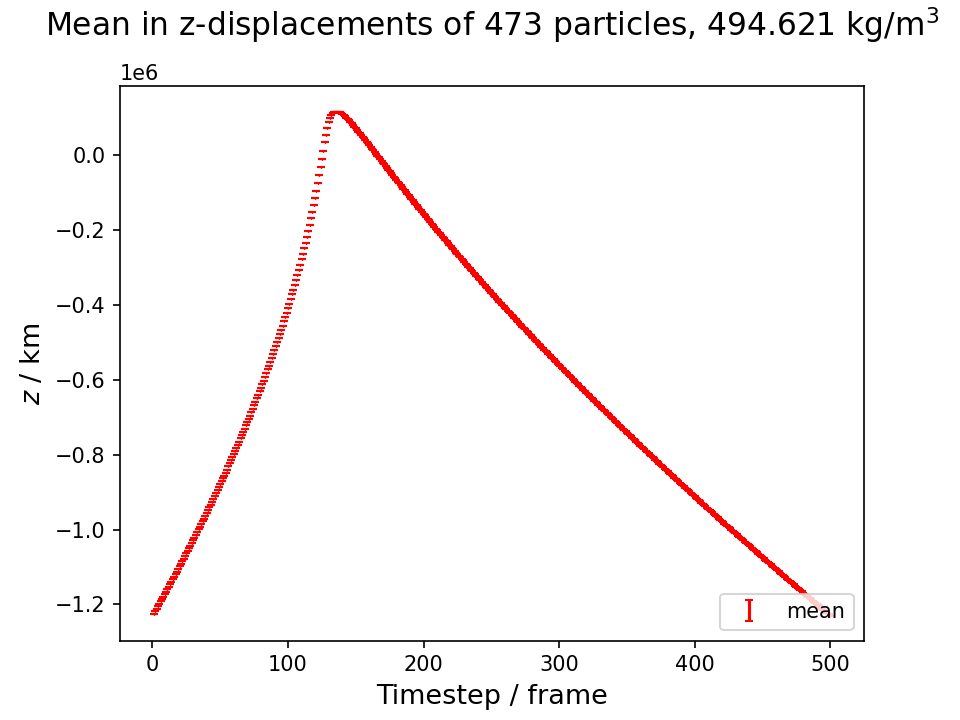 Mean in z-displacements of 473 particles, 494.621 kg/m³
1e6
0.0
−0.2
−0.4
−0.6
−0.8
−1.0
−1.2
z / km
mean
0 100 200 300 400 500
Timestep / frame